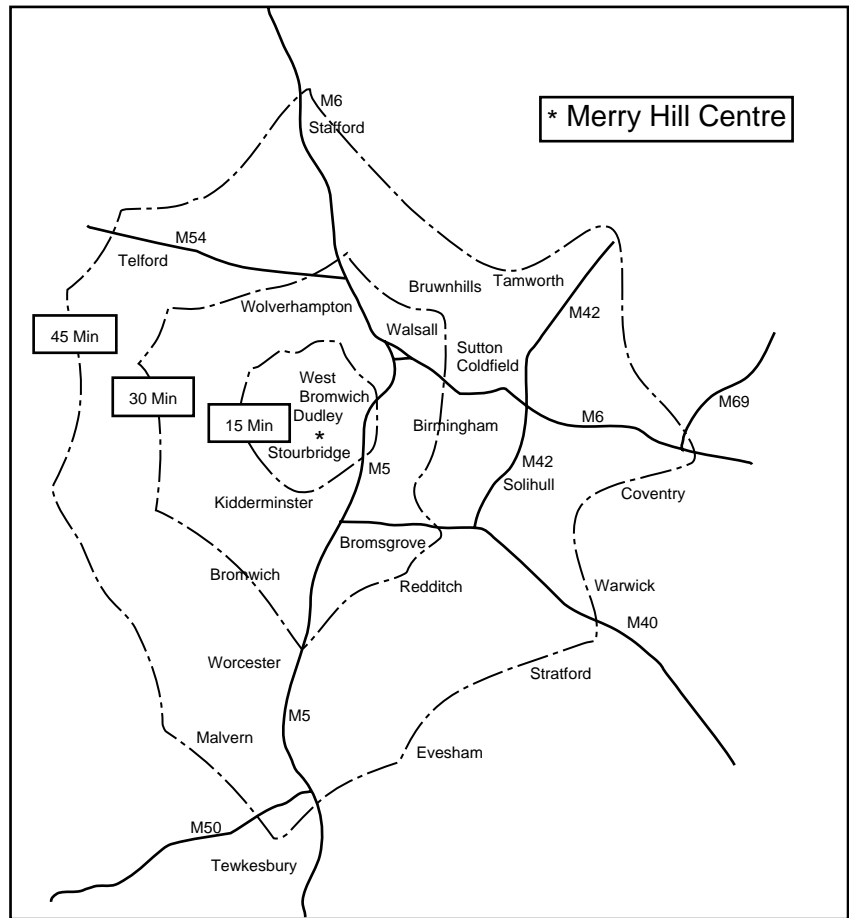 M6
Stafford
* Merry Hill Centre
M54
Telford
Tamworth
Bruwnhills
Wolverhampton
M42
Walsall
45 Min
Sutton
Coldfield
West
Bromwich
Dudley
30 Min
M69
15 Min
*
Birmingham
M6
Stourbridge
M5
M42
Solihull
Kidderminster
Coventry
Bromsgrove
Bromwich
Redditch
Warwick
M40
Worcester
Stratford
M5
Malvern
Evesham
M50
Tewkesbury